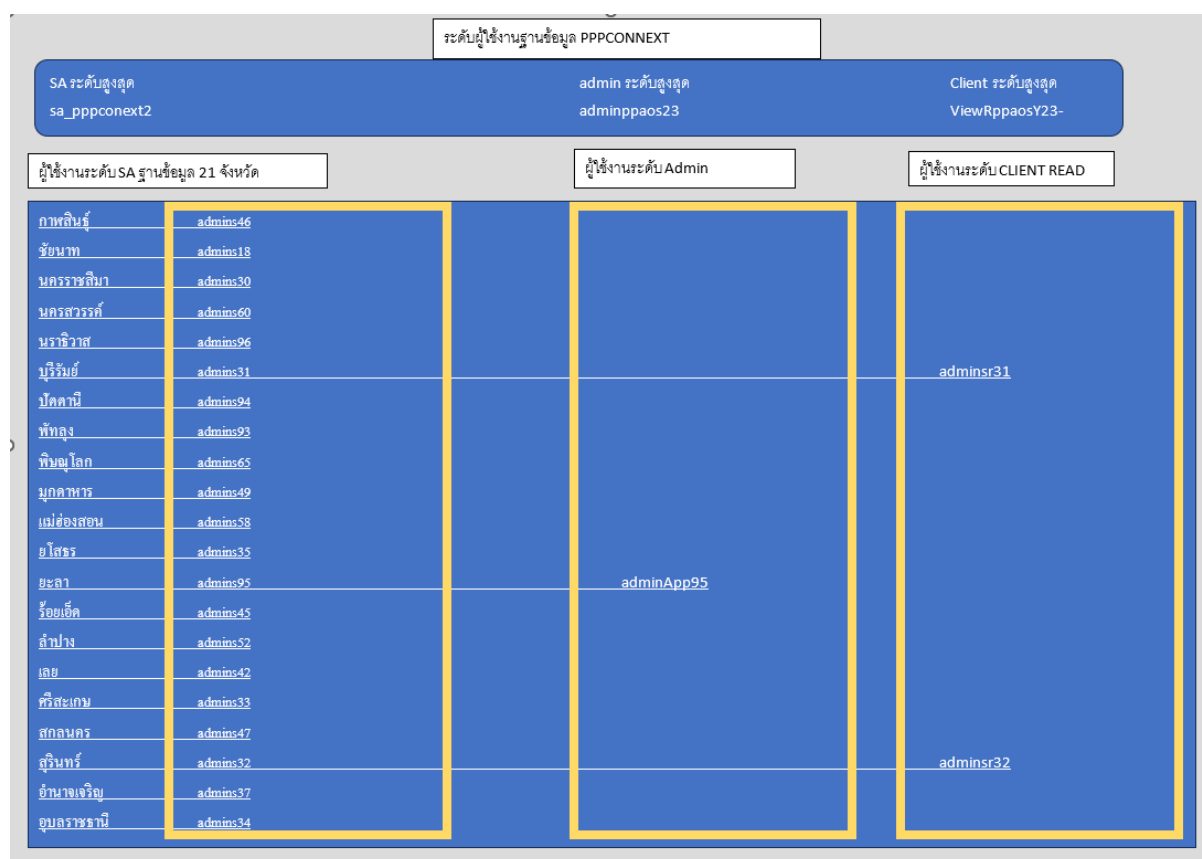 ระดับผู้ใช้งานฐานข้อมูล PPPCONNEXT
SA ระดับสูงสุด admin ระดับสูงสุด Client ระดับสูงสุด
sa_pppconext2 adminppaos23 ViewRppaosY23-
ผู้ใช้งานระดับ SA ฐานข้อมูล 21 จังหวัด ผู้ใช้งานระดับ Admin ผู้ใช้งานระดับ CLIENT READ
กาฬสินธุ์ admins46
ชัยนาท admins18
นครราชสีมา admins30
นครสวรรค์ admins60
นราธิวาส admins96
บุรีรัมย์ admins31 adminsr31
ปัตตานี admins94
พัทลุง admins93
พิษณุโลก admins65
มุกดาหาร admins49
แม่ฮ่องสอน admins58
ยโสธร admins35
ยะลา admins95 adminApp95
ร้อยเอ็ด admins45
ลำปาง admins52
เลย admins42
ศรีสะเกษ admins33
สกลนคร admins47
สุรินทร์ admins32 adminsr32
อำนาจเจริญ admins37
อุบลราชธานี admins34